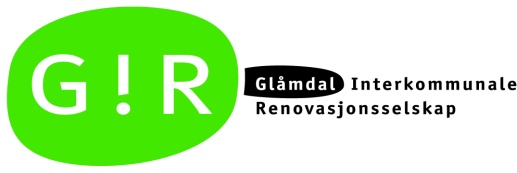 G!R
Glåmdal Interkommunale
Renovasjonsselskap